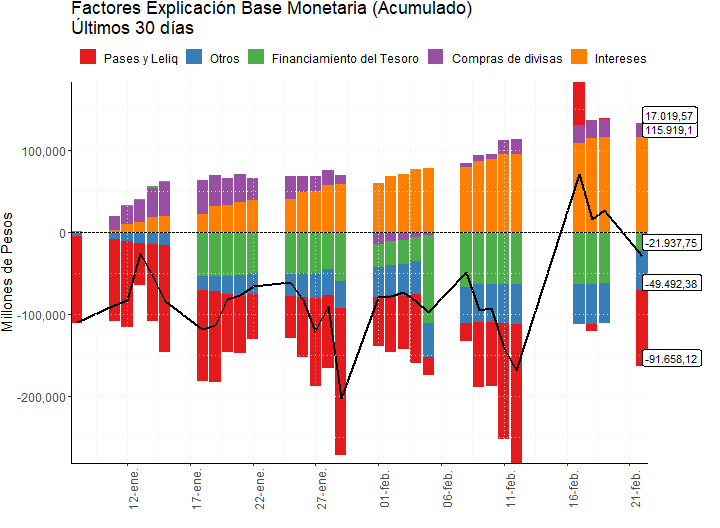 Factores Explicación Base Monetaria (Acumulado)
Últimos 30 días
Pases y Leliq
Otros
Financiamiento del Tesoro
Compras de divisas
Intereses
Millones de Pesos
100,000
0
-100,000
-200,000
17.019,57
115.919,1
-21.937,75
-49.492,38
-91.658,12
12-ene.
17-ene.
22-ene.
27-ene.
01-feb.
06-feb.
11-feb.
16-feb.
21-feb.